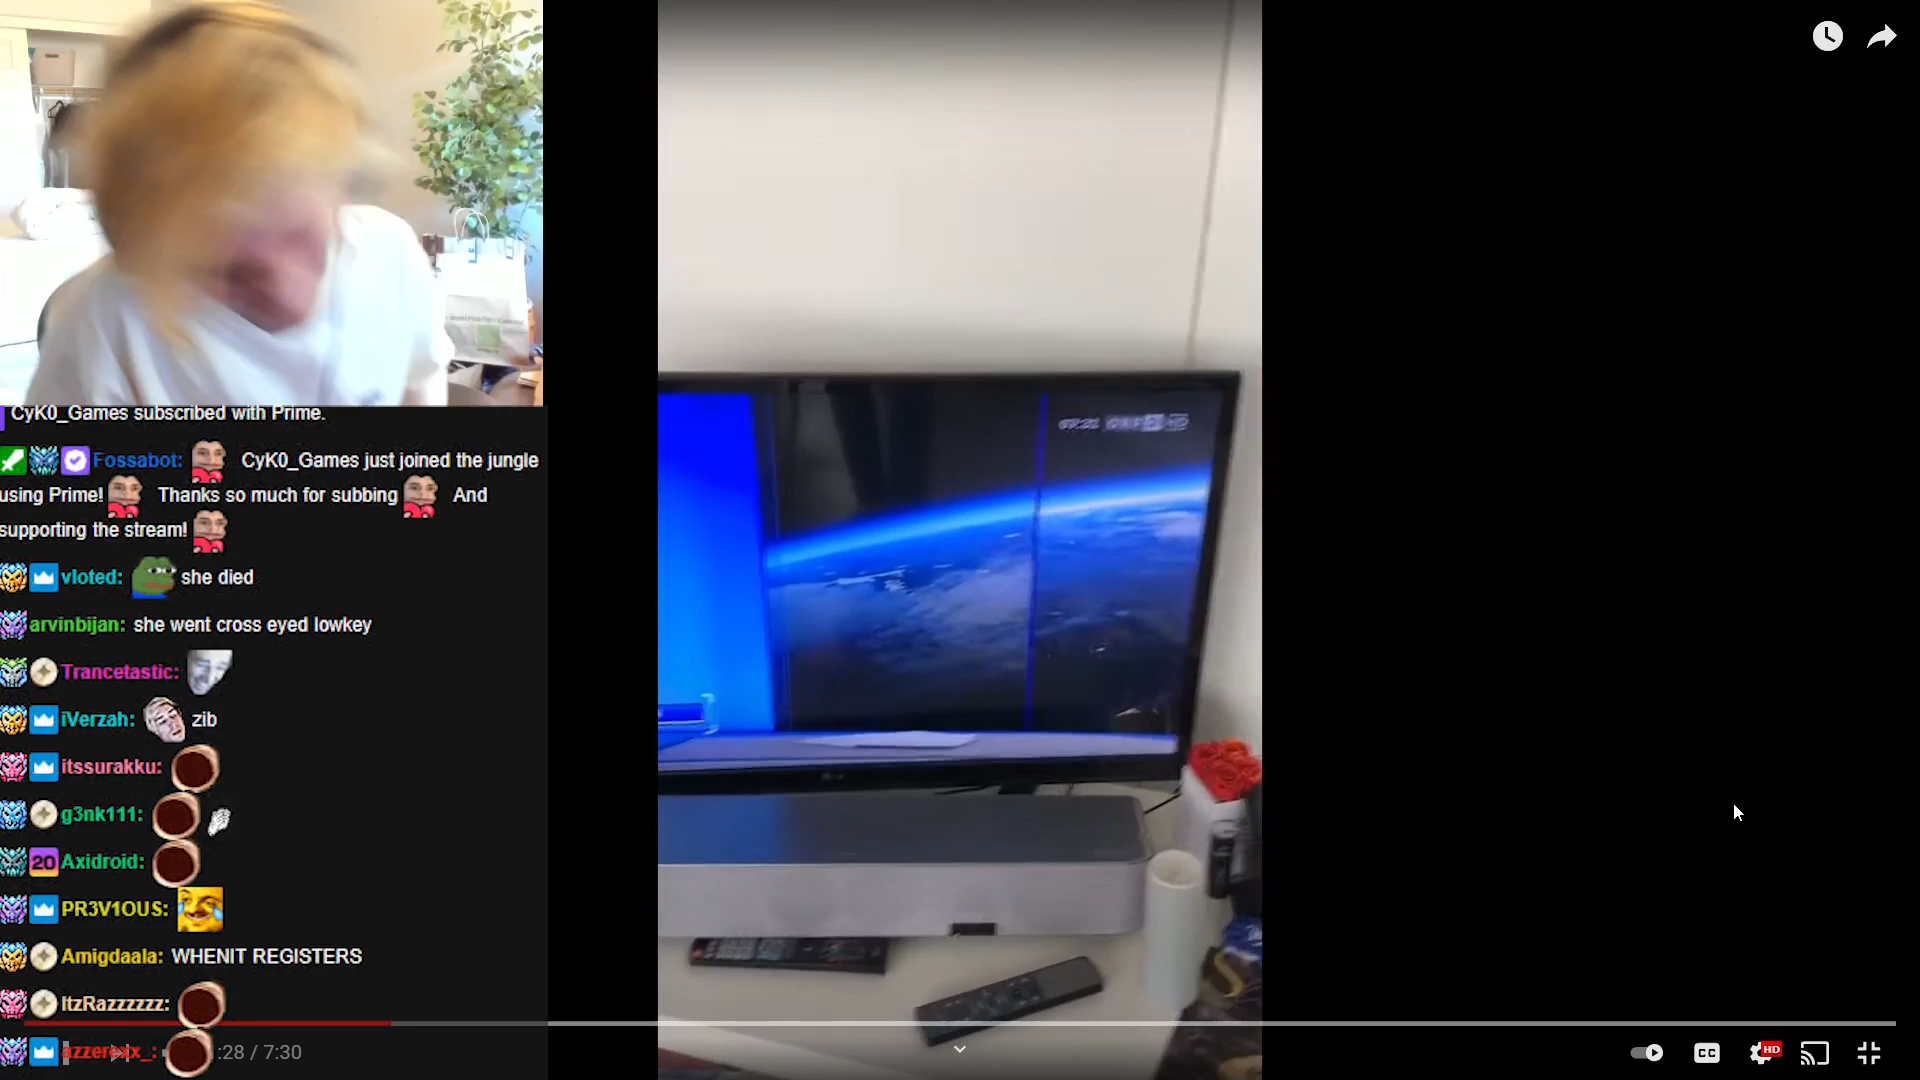 CyK0_Games subscribed with Prime.
Fossabot: CyK0_Games just joined the jungle
using Prime! Thanks so much for subbing And
supporting the stream!
vloted: she died
arvinbijan: she went cross eyed lowkey
Trancetastic:
iVerzah: zib
itssurakku:
g3nk111:
20 Axidroid:
PR3V1OUS:
Amigdaala: WHENIT REGISTERS
ItzRazzzzzz:
:28 / 7:30
CC
HD